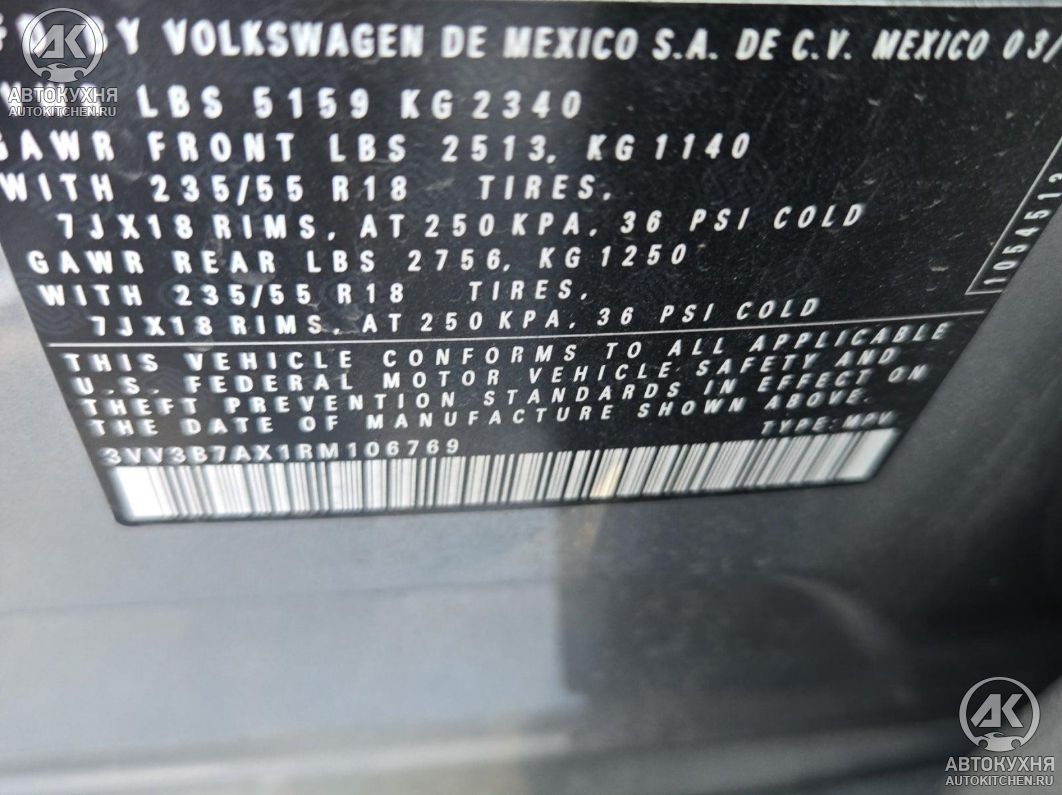 Y VOLKSWAGEN DE MEXICO S.A. DE C.V. MEXICO 03/
LBS 5159 KG 2340
GAWR FRONT LBS 2513, KG 1140
WITH 235/55 R18 TIRES,
7JX18 RIMS, AT 250 KPA, 36 PSI COLD
GAWR REAR LBS 2756, KG 1250
WITH 235/55 R18 TIRES,
7JX18 RIMS, AT 250 KPA, 36 PSI COLD
THIS VEHICLE CONFORMS TO ALL APPLICABLE
U.S. FEDERAL MOTOR VEHICLE SAFETY AND
THEFT PREVENTION STANDARDS IN EFFECT ON
THE DATE OF MANUFACTURE SHOWN ABOVE.
TYPE: MPV
3VV3B7AX1RM106769
1054512
АК
АВТОКУХНЯ
AUTOKITCHEN.RU
АК
АВТОКУХНЯ
AUTOKITCHEN.RU